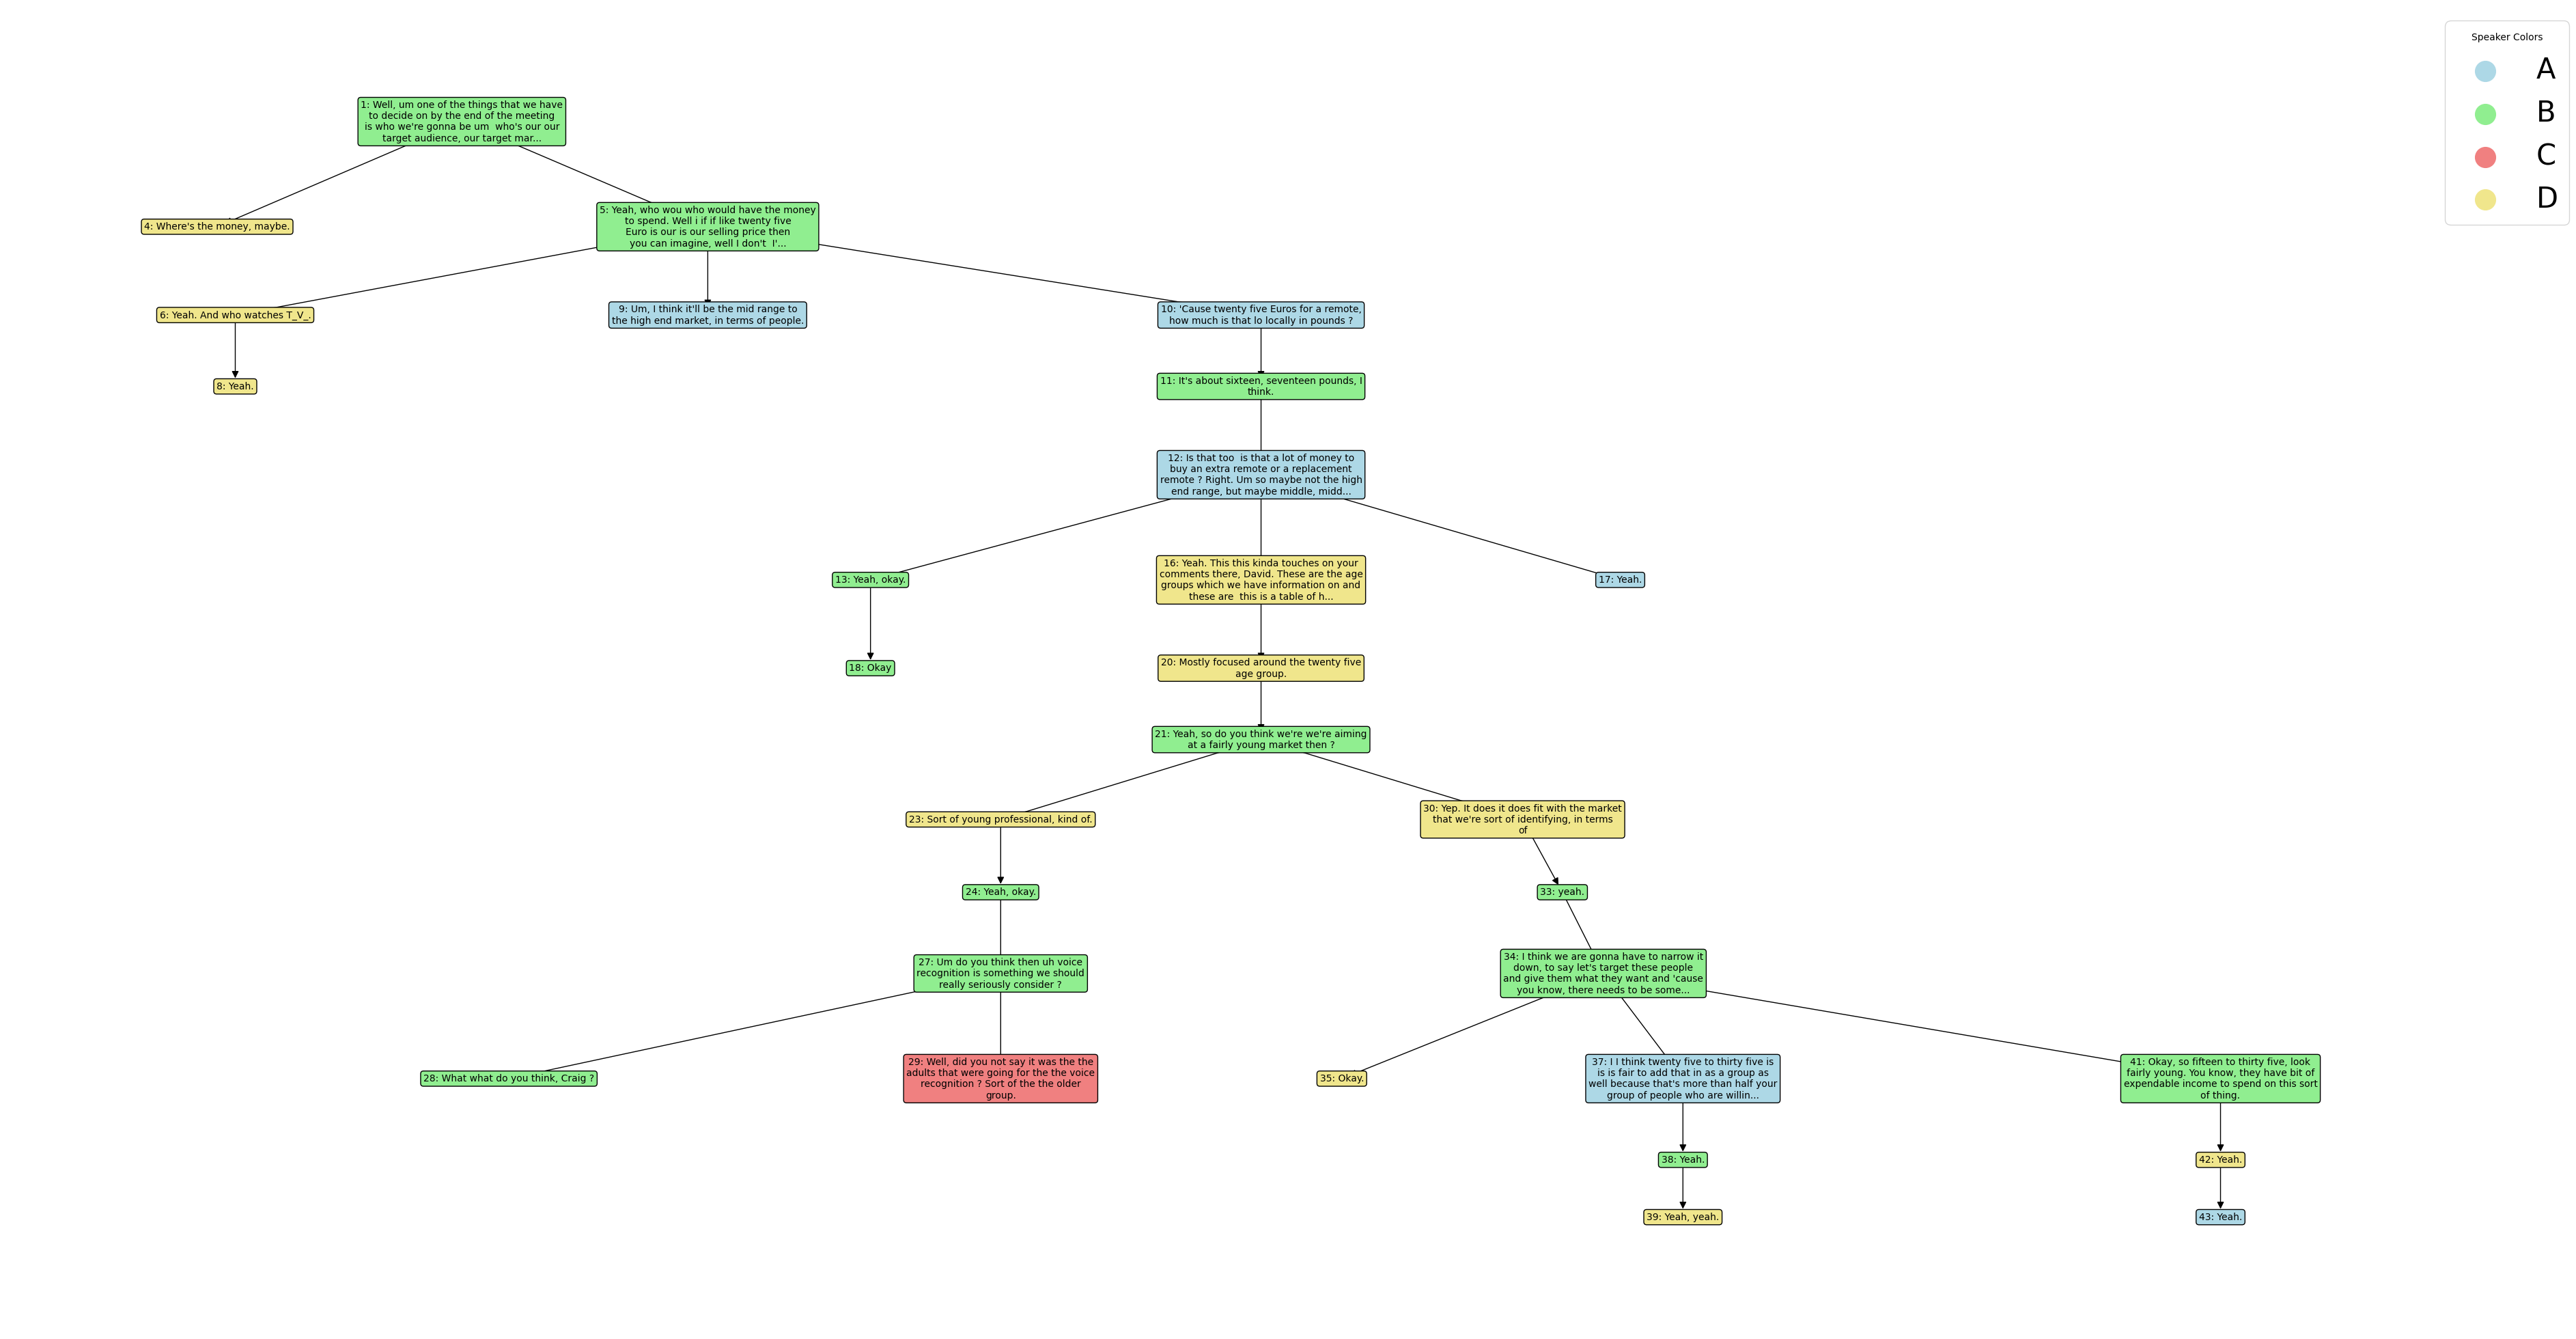 Speaker Colors
A
B
C
D
1: Well, um one of the things that we have
to decide on by the end of the meeting
is who we're gonna be um  who's our our
target audience, our target mar...
4: Where's the money, maybe.
5: Yeah, who wou who would have the money
to spend. Well i if if like twenty five
Euro is our is our selling price then
you can imagine, well I don't  I'...
6: Yeah. And who watches T_V_.
9: Um, I think it'll be the mid range to
the high end market, in terms of people.
10: 'Cause twenty five Euros for a remote,
how much is that lo locally in pounds ?
8: Yeah.
11: It's about sixteen, seventeen pounds, I
think.
12: Is that too  is that a lot of money to
buy an extra remote or a replacement
remote ? Right. Um so maybe not the high
end range, but maybe middle, midd...
13: Yeah, okay.
16: Yeah. This this kinda touches on your
comments there, David. These are the age
groups which we have information on and
these are  this is a table of h...
17: Yeah.
18: Okay
20: Mostly focused around the twenty five
age group.
21: Yeah, so do you think we're we're aiming
at a fairly young market then ?
23: Sort of young professional, kind of.
30: Yep. It does it does fit with the market
that we're sort of identifying, in terms
of
24: Yeah, okay.
33: yeah.
27: Um do you think then uh voice
recognition is something we should
really seriously consider ?
34: I think we are gonna have to narrow it
down, to say let's target these people
and give them what they want and 'cause
you know, there needs to be some...
28: What what do you think, Craig ?
29: Well, did you not say it was the the
adults that were going for the the voice
recognition ? Sort of the the older
group.
35: Okay.
37: I I think twenty five to thirty five is
is is fair to add that in as a group as
well because that's more than half your
group of people who are willin...
41: Okay, so fifteen to thirty five, look
fairly young. You know, they have bit of
expendable income to spend on this sort
of thing.
38: Yeah.
42: Yeah.
39: Yeah, yeah.
43: Yeah.